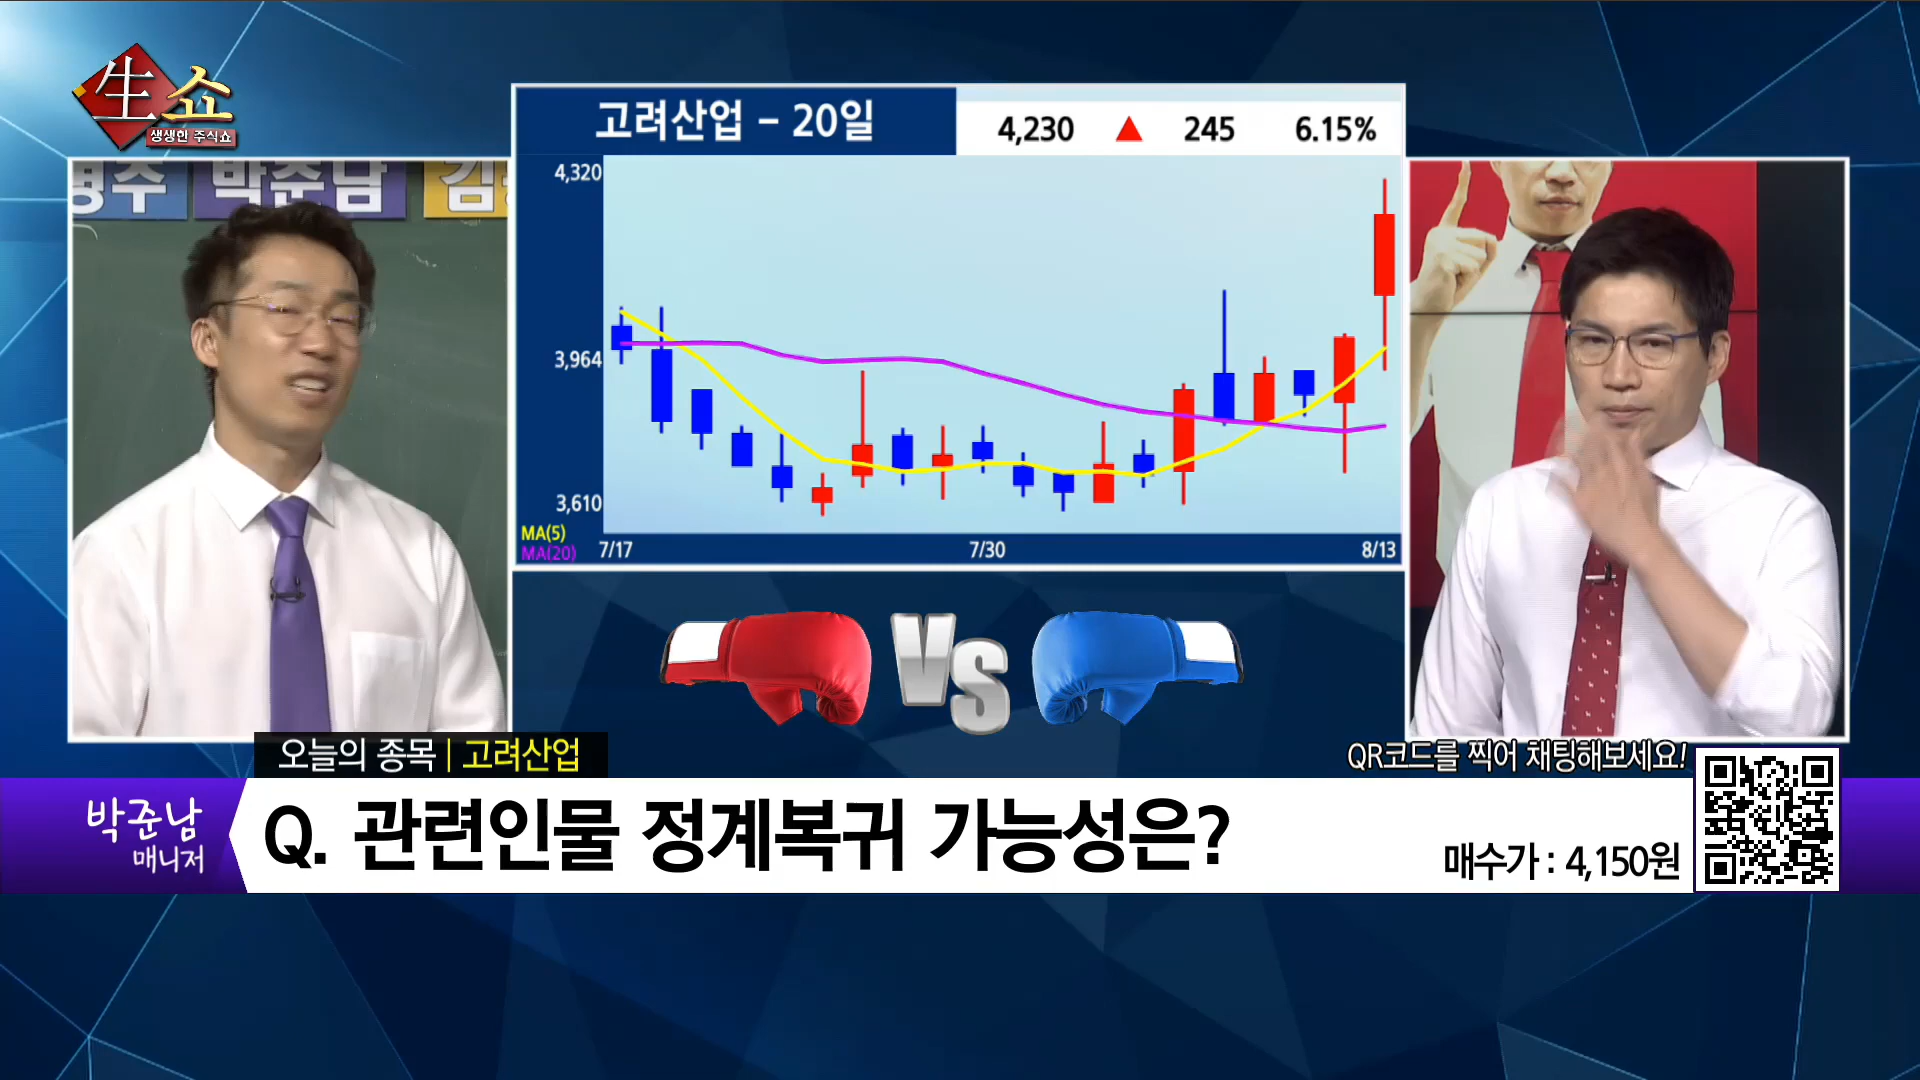 生쇼
생생한 주식쇼
고려산업 - 20일
4,230 ▲ 245 6.15%
4,320
3,964
3,610
MA(5)
MA(20)
7/17 7/30 8/13
박준남
VS
오늘의 종목 | 고려산업
QR코드를 찍어 채팅해보세요!
박준남
매니저
Q. 관련인물 정계복귀 가능성은?
매수가 : 4,150원